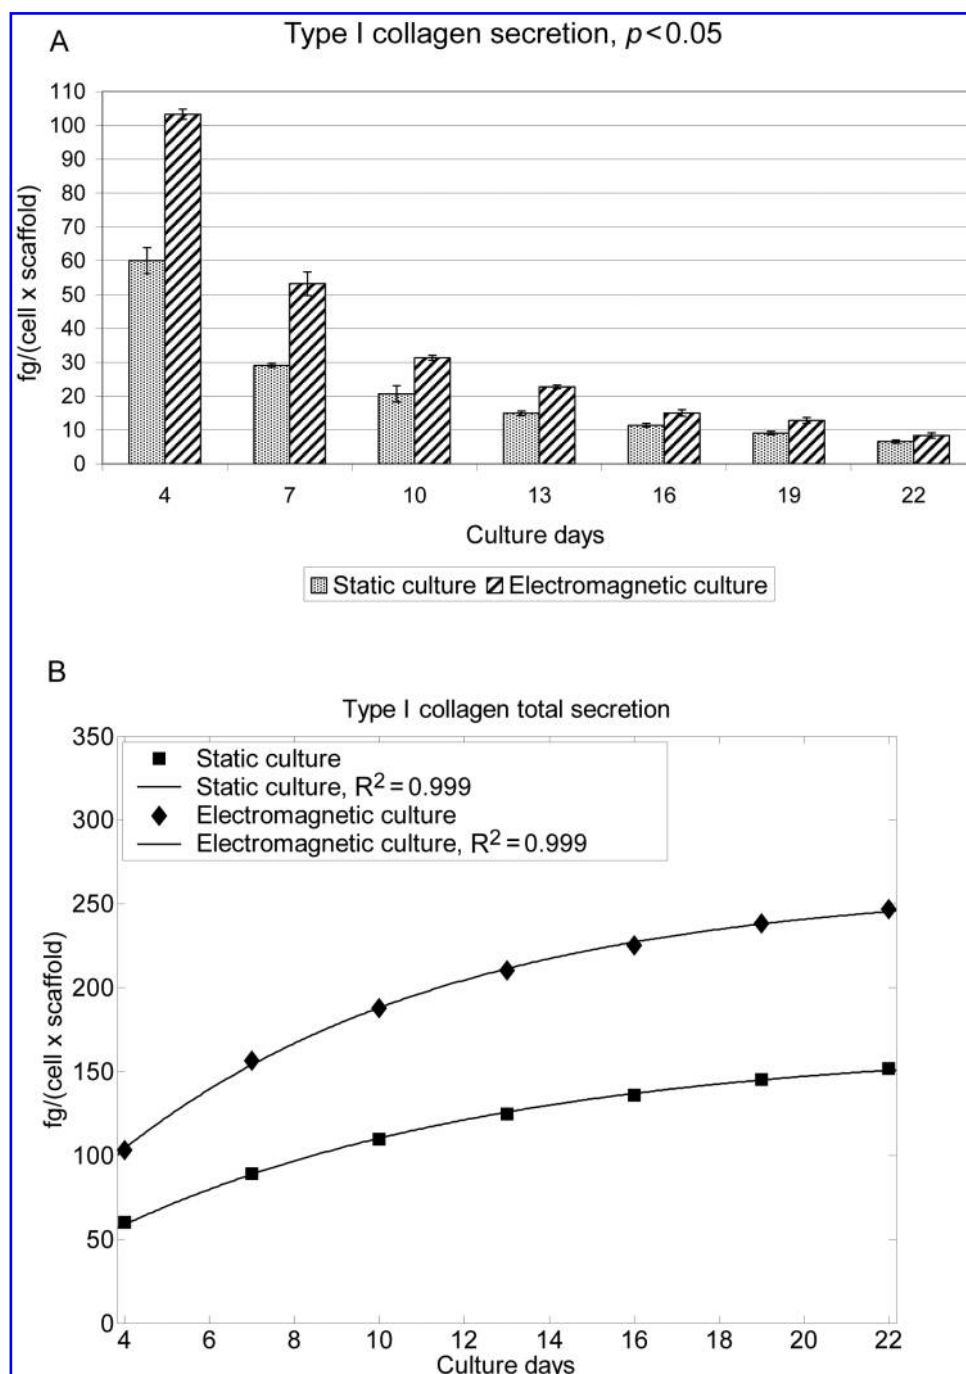 A
Type I collagen secretion, p<0.05
110
100
90
80
70
60
50
40
30
20
10
0
fg/(cell x scaffold)
4 7 10 13 16 19 22
Culture days
Static culture Electromagnetic culture
B
Type I collagen total secretion
350
300
250
200
150
100
50
0
fg/(cell x scaffold)
Static culture
Static culture, R² = 0.999
Electromagnetic culture
Electromagnetic culture, R² = 0.999
4 6 8 10 12 14 16 18 20 22
Culture days